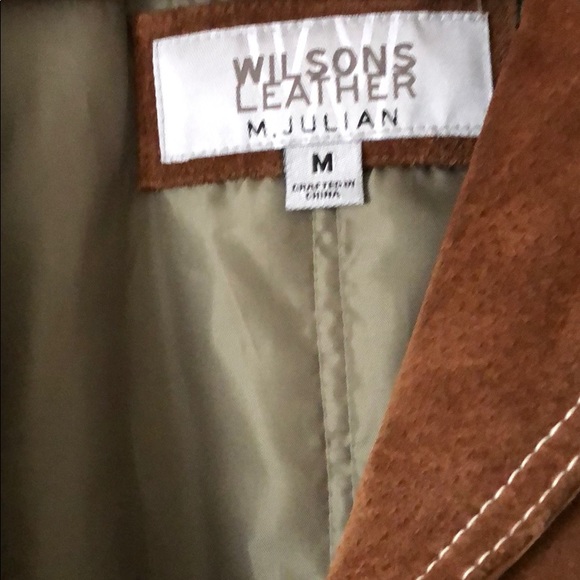 WILSONS
LEATHER
M. JULIAN
M
CRAFTED IN
CHINA